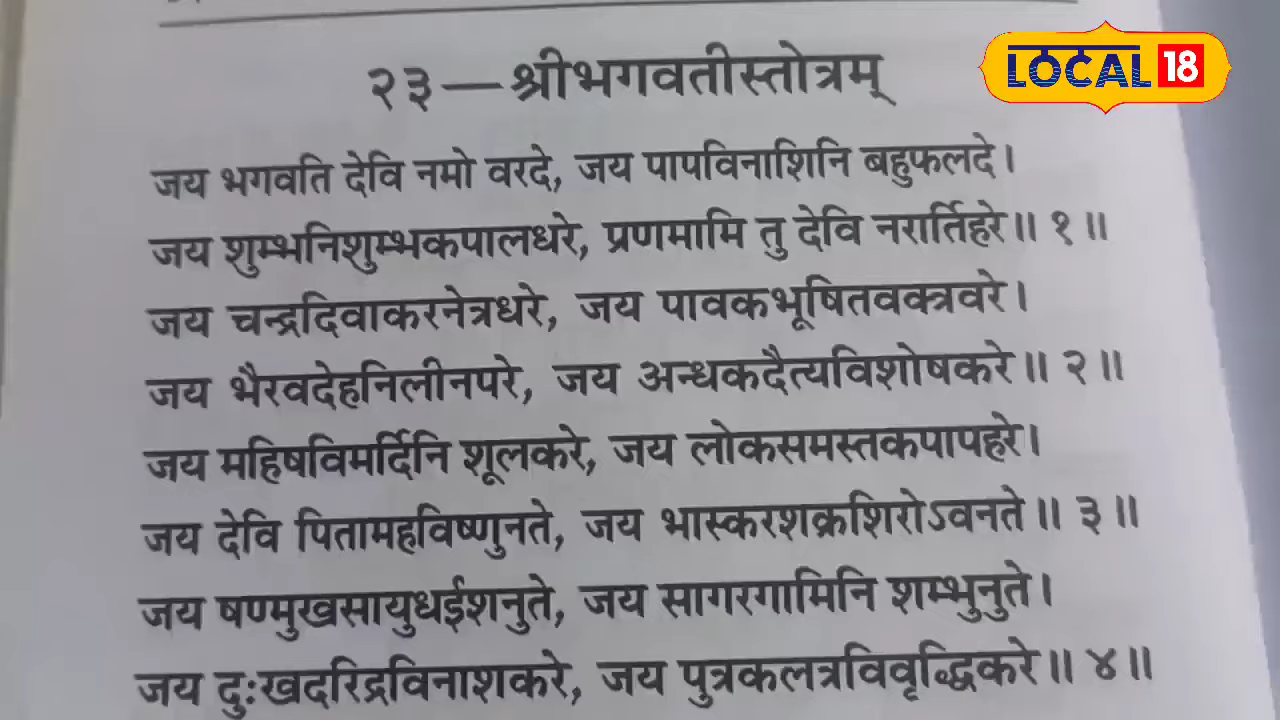 २३—श्रीभगवतीस्तोत्रम्
LOCAL 18
जय भगवति देवि नमो वरदे, जय पापविनाशिनि बहुफलदे।
जय शुम्भनिशुम्भकपालधरे, प्रणमामि तु देवि नरार्तिहरे॥ १ ॥
जय चन्द्रदिवाकरनेत्रधरे, जय पावकभूषितवक्त्रवरे।
जय भैरवदेहनिलीनपरे, जय अन्धकदैत्यविशोषकरे॥ २ ॥
जय महिषविमर्दिनि शूलकरे, जय लोकसमस्तकपापहरे।
जय देवि पितामहविष्णुनते, जय भास्करशक्रशिरोऽवनते॥ ३ ॥
जय षण्मुखसायुधईशनुते, जय सागरगामिनि शम्भुनुते।
जय दुःखदरिद्रविनाशकरे, जय पुत्रकलत्रविवृद्धिकरे॥ ४ ॥